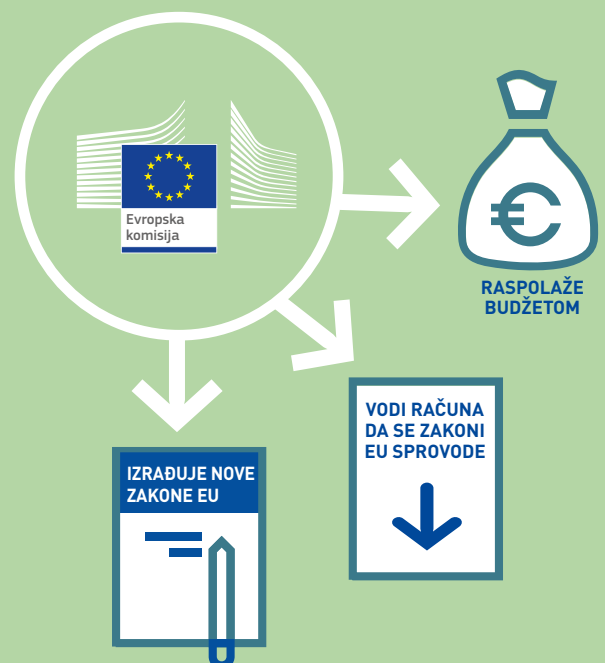 Evropska
komisija
€
RASPOLAŽE
BUDŽETOM
VODI RAČUNA
DA SE ZAKONI
EU SPROVODE
IZRAĐUJE NOVE
ZAKONE EU